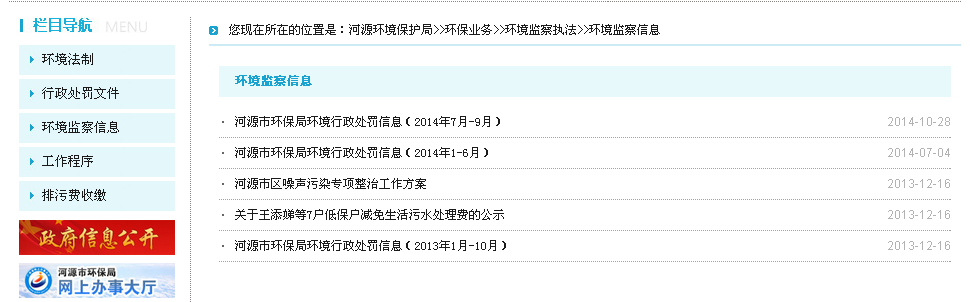 栏目导航 MENU
环境法制
行政处罚文件
环境监察信息
工作程序
排污费收缴
政府信息公开
河源市环保局
网上办事大厅
您现在所在的位置是：河源环境保护局>>环保业务>>环境监察执法>>环境监察信息
环境监察信息
· 河源市环保局环境行政处罚信息（2014年7月-9月） 2014-10-28
· 河源市环保局环境行政处罚信息（2014年1-6月） 2014-07-04
· 河源市区噪声污染专项整治工作方案 2013-12-16
· 关于王添娣等7户低保户减免生活污水处理费的公示 2013-12-16
· 河源市环保局环境行政处罚信息（2013年1月-10月） 2013-12-16